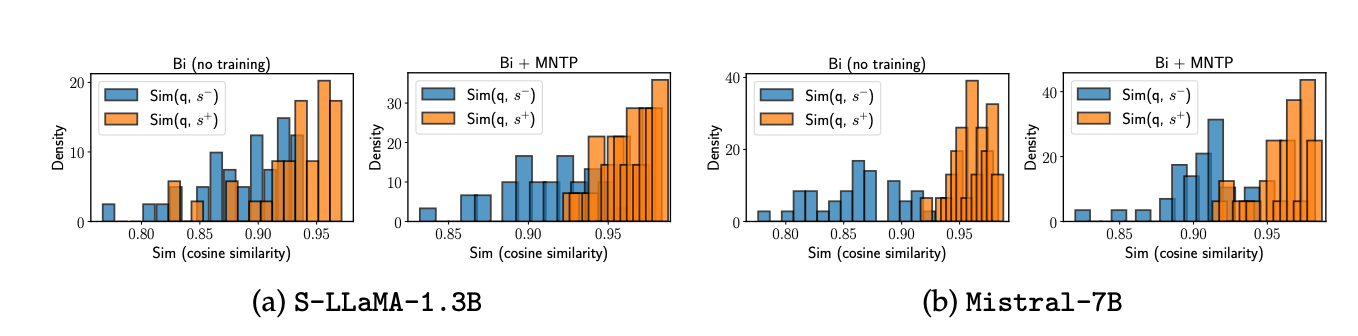 Bi (no training)
Sim(q, s⁻)
Sim(q, s⁺)
Density
20
10
0
0.80 0.85 0.90 0.95
Sim (cosine similarity)
Bi + MNTP
Sim(q, s⁻)
Sim(q, s⁺)
Density
30
20
10
0
0.85 0.90 0.95
Sim (cosine similarity)
(a) S-LLaMA-1.3B
Bi (no training)
Sim(q, s⁻)
Sim(q, s⁺)
Density
40
20
0
0.80 0.85 0.90 0.95
Sim (cosine similarity)
Bi + MNTP
Sim(q, s⁻)
Sim(q, s⁺)
Density
40
20
0
0.85 0.90 0.95
Sim (cosine similarity)
(b) Mistral-7B